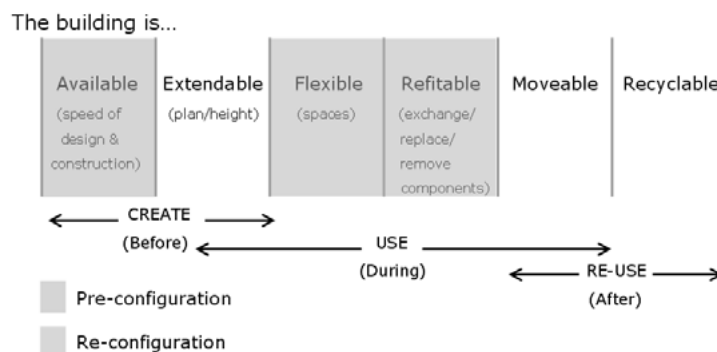 The building is...
Available
(speed of
design &
construction)
Extendable
(plan/height)
Flexible
(spaces)
Refitable
(exchange/
replace/
remove
components)
Moveable
Recyclable
CREATE
(Before)
USE
(During)
RE-USE
(After)
Pre-configuration
Re-configuration